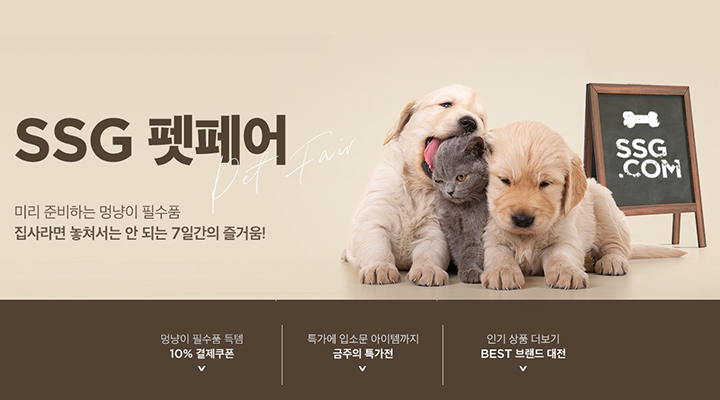 SSG 펫페어
Pet Fair
미리 준비하는 멍냥이 필수품
집사라면 놓쳐서는 안 되는 7일간의 즐거움!
SSG
.COM
멍냥이 필수품 득템
10% 결제쿠폰
특가에 입소문 아이템까지
금주의 특가전
인기 상품 더보기
BEST 브랜드 대전